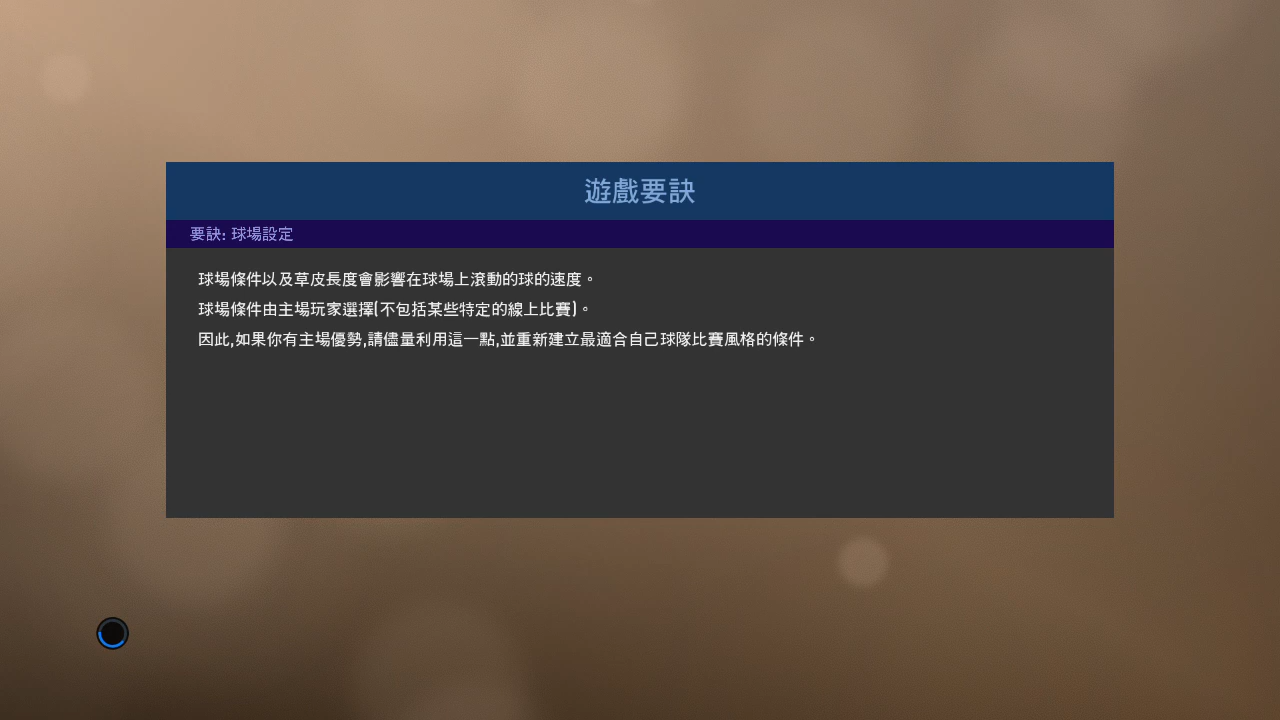 遊戲要訣
要訣: 球場設定
球場條件以及草皮長度會影響在球場上滾動的球的速度。
球場條件由主場玩家選擇(不包括某些特定的線上比賽)。
因此,如果你有主場優勢,請儘量利用這一點,並重新建立最適合自己球隊比賽風格的條件。